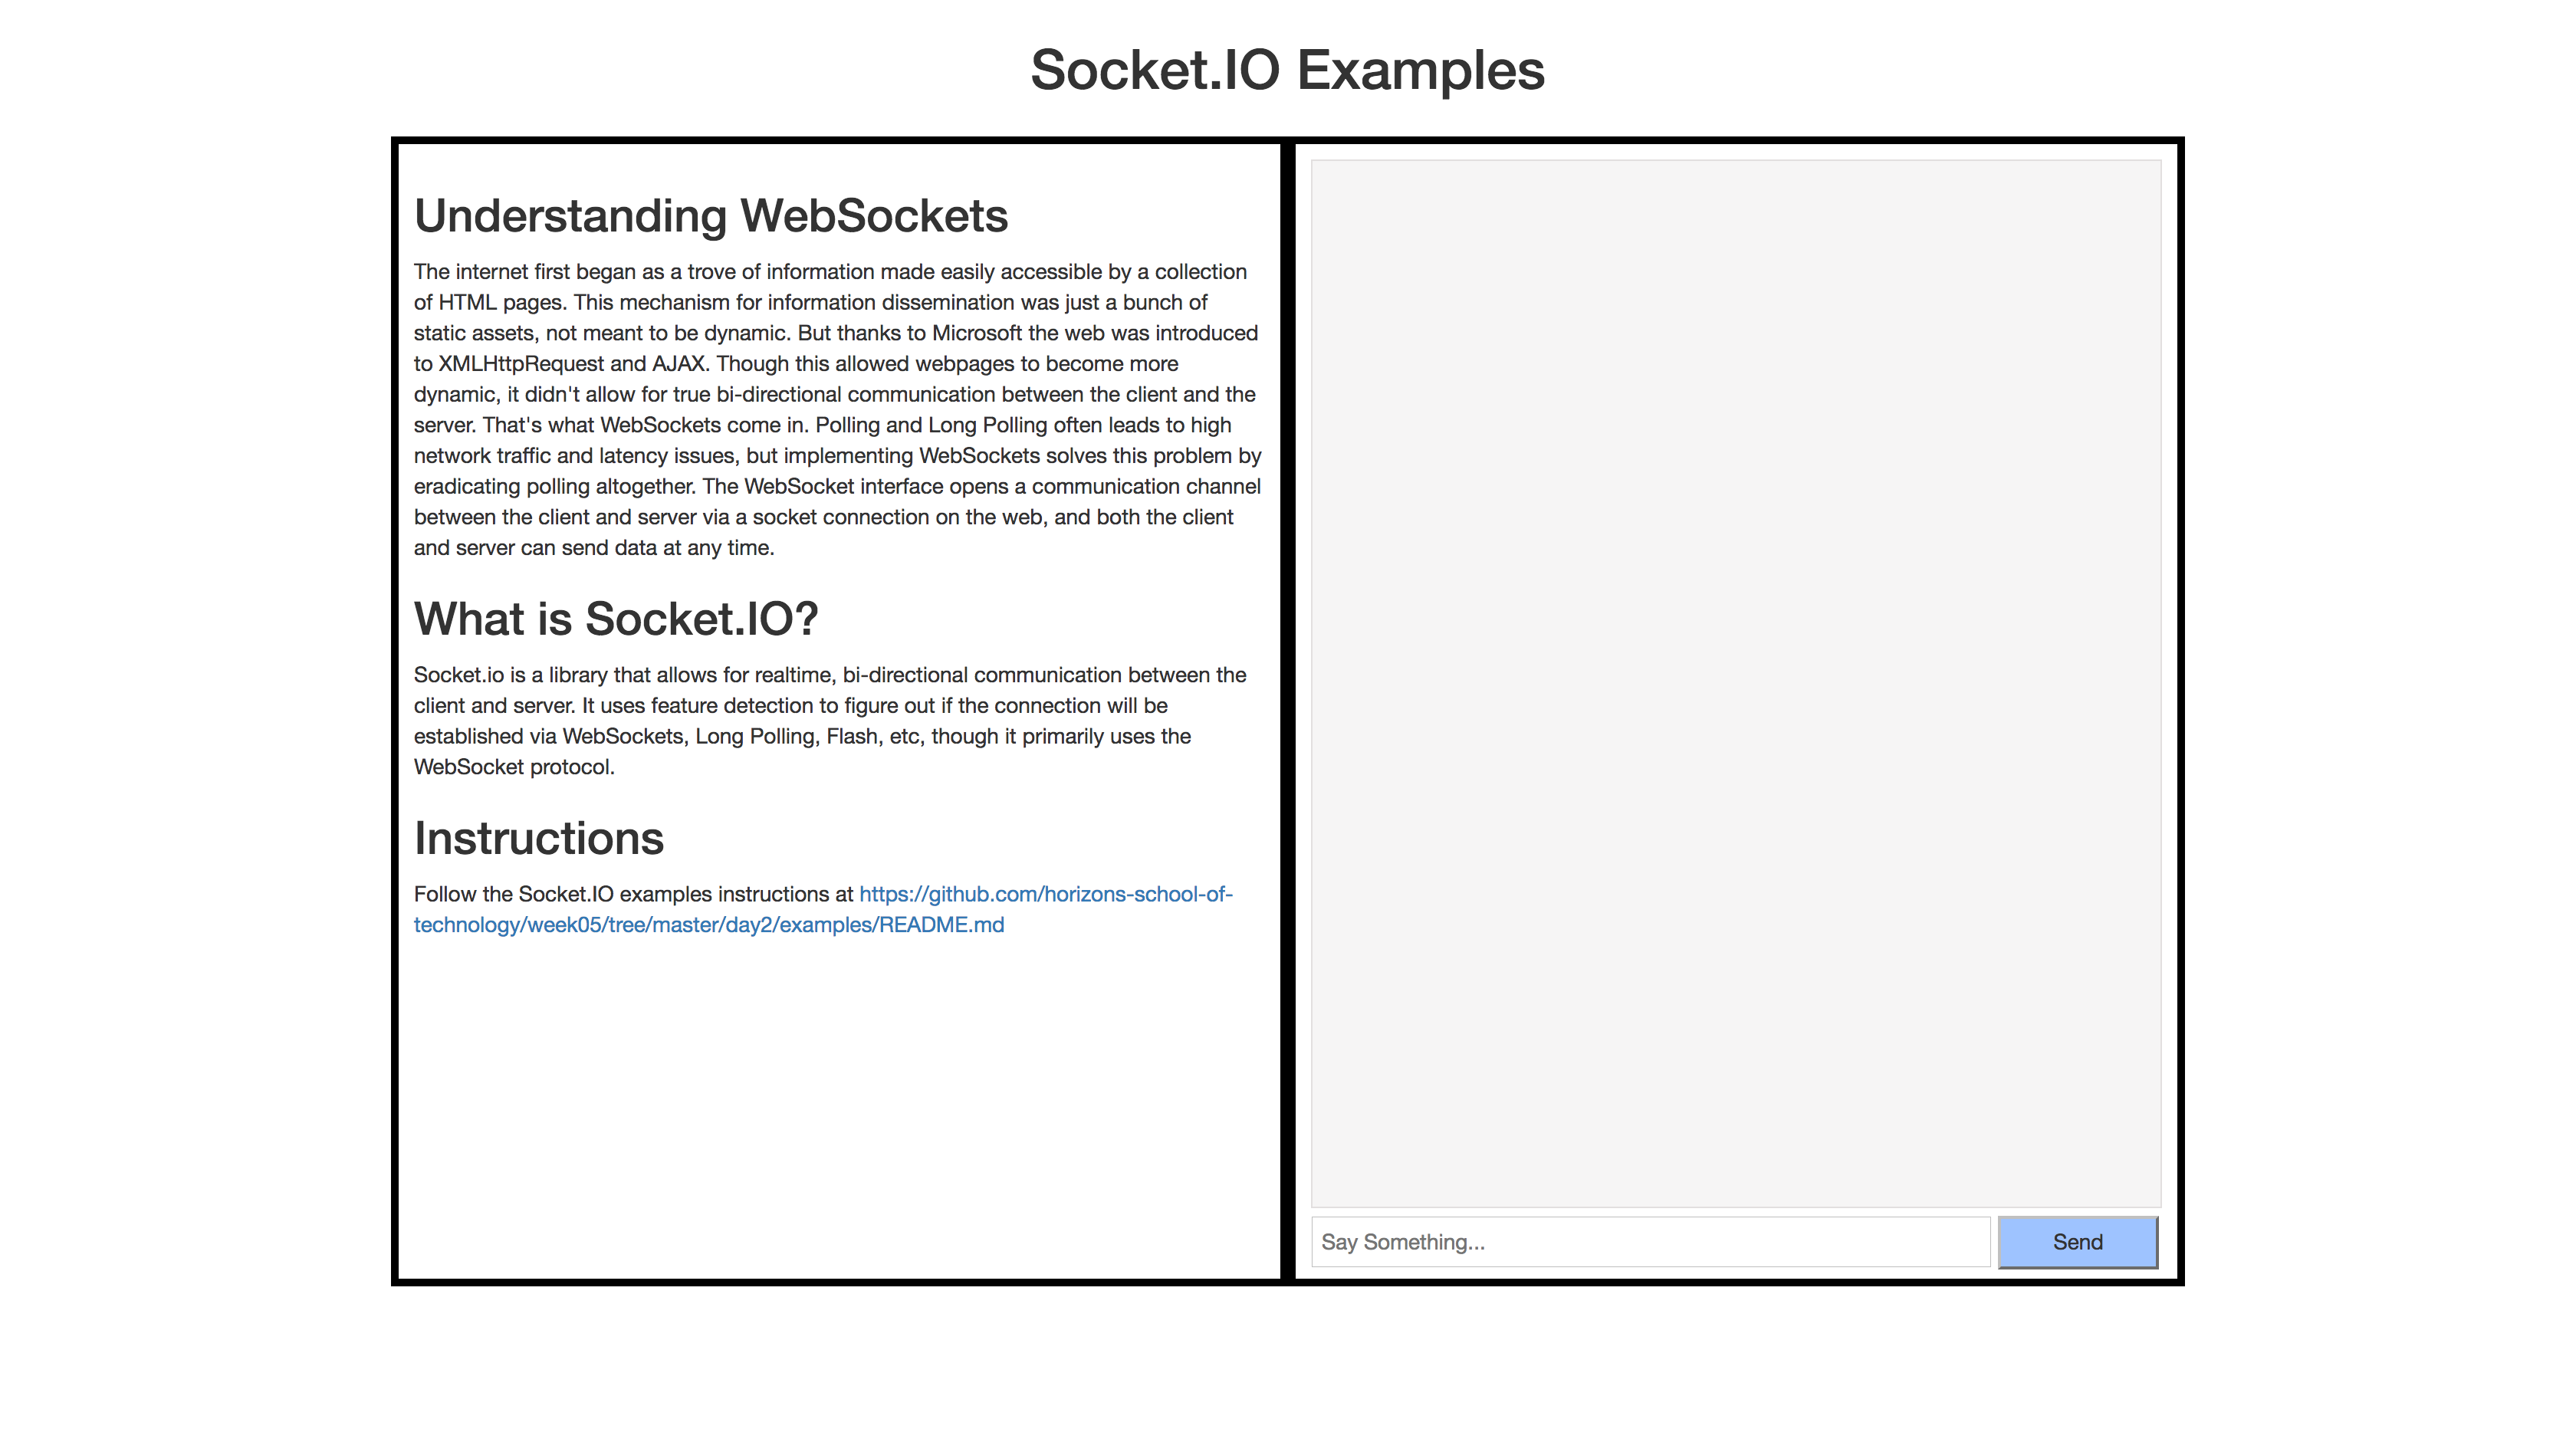 Socket.IO Examples
Understanding WebSockets
The internet first began as a trove of information made easily accessible by a collection
of HTML pages. This mechanism for information dissemination was just a bunch of
static assets, not meant to be dynamic. But thanks to Microsoft the web was introduced
to XMLHttpRequest and AJAX. Though this allowed webpages to become more
dynamic, it didn't allow for true bi-directional communication between the client and the
server. That's what WebSockets come in. Polling and Long Polling often leads to high
network traffic and latency issues, but implementing WebSockets solves this problem by
eradicating polling altogether. The WebSocket interface opens a communication channel
between the client and server via a socket connection on the web, and both the client
and server can send data at any time.
What is Socket.IO?
Socket.io is a library that allows for realtime, bi-directional communication between the
client and server. It uses feature detection to figure out if the connection will be
established via WebSockets, Long Polling, Flash, etc, though it primarily uses the
WebSocket protocol.
Instructions
Follow the Socket.IO examples instructions at https://github.com/horizons-school-of-
technology/week05/tree/master/day2/examples/README.md
Say Something...
Send